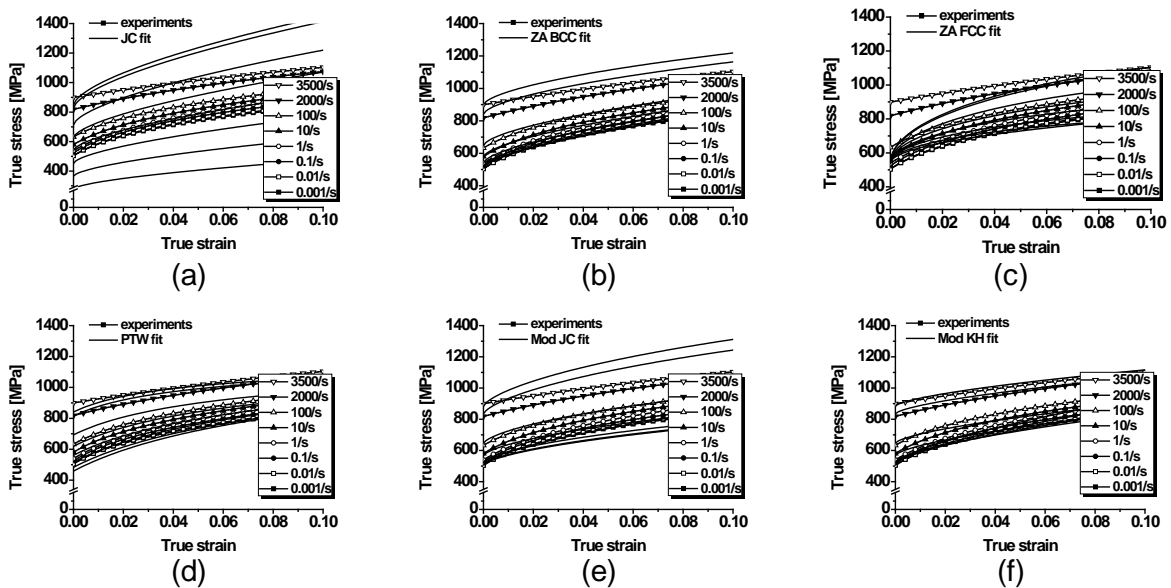 1400
1200
1000
800
600
400
0
True stress [MPa]
experiments
JC fit
3500/s
2000/s
100/s
10/s
1/s
0.1/s
0.01/s
0.001/s
0.00 0.02 0.04 0.06 0.08 0.10
True strain
(a)
1400
1200
1000
800
600
400
0
True stress [MPa]
experiments
ZA BCC fit
3500/s
2000/s
100/s
10/s
1/s
0.1/s
0.01/s
0.001/s
0.00 0.02 0.04 0.06 0.08 0.10
True strain
(b)
1400
1200
1000
800
600
400
0
True stress [MPa]
experiments
ZA FCC fit
3500/s
2000/s
100/s
10/s
1/s
0.1/s
0.01/s
0.001/s
0.00 0.02 0.04 0.06 0.08 0.10
True strain
(c)
1400
1200
1000
800
600
400
0
True stress [MPa]
experiments
PTW fit
3500/s
2000/s
100/s
10/s
1/s
0.1/s
0.01/s
0.001/s
0.00 0.02 0.04 0.06 0.08 0.10
True strain
(d)
1400
1200
1000
800
600
400
0
True stress [MPa]
experiments
Mod JC fit
3500/s
2000/s
100/s
10/s
1/s
0.1/s
0.01/s
0.001/s
0.00 0.02 0.04 0.06 0.08 0.10
True strain
(e)
1400
1200
1000
800
600
400
0
True stress [MPa]
experiments
Mod KH fit
3500/s
2000/s
100/s
10/s
1/s
0.1/s
0.01/s
0.001/s
0.00 0.02 0.04 0.06 0.08 0.10
True strain
(f)